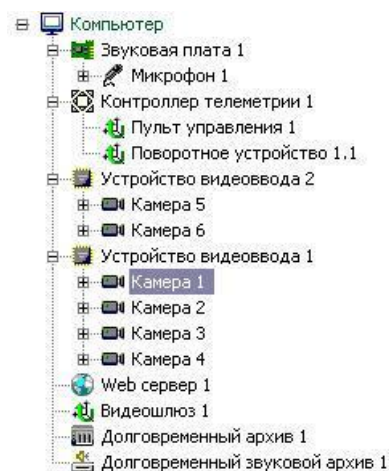 Компьютер
Звуковая плата 1
Микрофон 1
Контроллер телеметрии 1
Пульт управления 1
Поворотное устройство 1.1
Устройство видеоввода 2
Камера 5
Камера 6
Устройство видеоввода 1
Камера 1
Камера 2
Камера 3
Камера 4
Web сервер 1
Видеошлюз 1
Долговременный архив 1
Долговременный звуковой архив 1